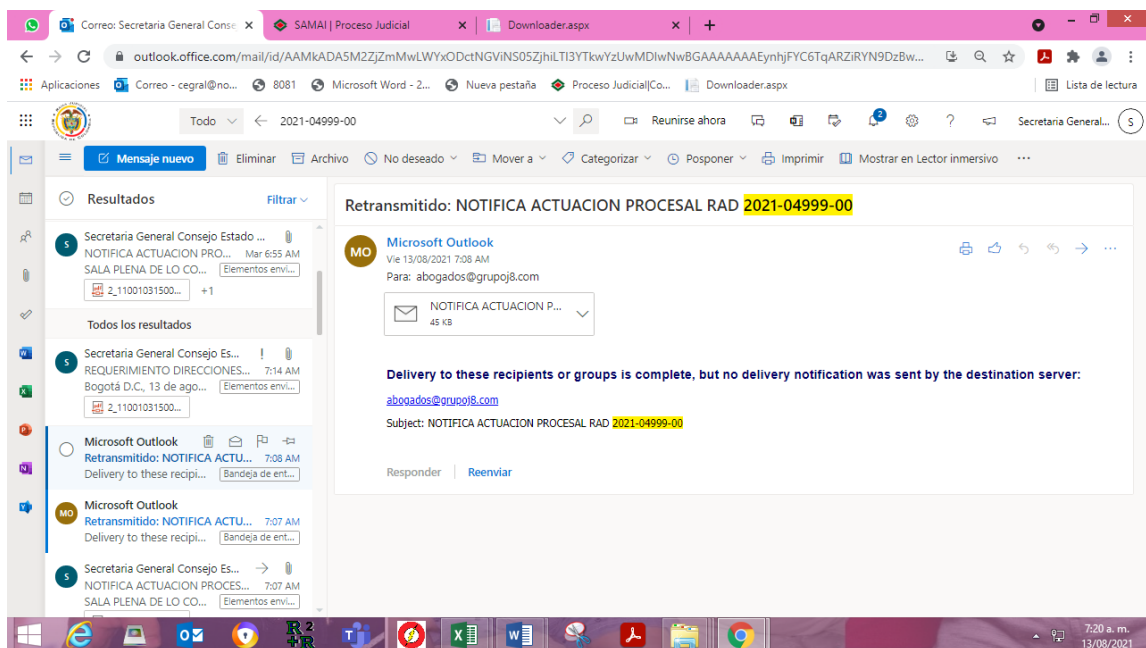 Correo: Secretaria General Conse
SAMAI | Proceso Judicial
Downloader.aspx
outlook.office.com/mail/id/AAMkADA5M2ZjZmMwLWYxODctNGViNS05ZjhiLTI3YTkwYzUwMDIwNwBGAAAAAAAEynhjFYC6TqARZiRYN9DzBw...
Aplicaciones
Correo - cegral@no...
8081
Microsoft Word - 2...
Nueva pestaña
Proceso Judicial|Co...
Downloader.aspx
Lista de lectura
Todo
2021-04999-00
Reunirse ahora
2
Secretaria General...
S
Mensaje nuevo
Eliminar
Archivo
No deseado
Mover a
Categorizar
Posponer
Imprimir
Mostrar en Lector inmersivo
Resultados
Filtrar
S
Secretaria General Consejo Estado ...
NOTIFICA ACTUACION PRO... Mar 6:55 AM
SALA PLENA DE LO CO... Elementos envi...
2_11001031500... +1
Todos los resultados
S
Secretaria General Consejo Es... !
REQUERIMIENTO DIRECCIONES... 7:14 AM
Bogotá D.C., 13 de ago... Elementos envi...
2_11001031500...
Microsoft Outlook
Retransmitido: NOTIFICA ACTU... 7:08 AM
Delivery to these recipi... Bandeja de ent...
MO
Microsoft Outlook
Retransmitido: NOTIFICA ACTU... 7:07 AM
Delivery to these recipi... Bandeja de ent...
S
Secretaria General Consejo Es...
NOTIFICA ACTUACION PROCES... 7:07 AM
SALA PLENA DE LO CO... Elementos envi...
Retransmitido: NOTIFICA ACTUACION PROCESAL RAD 2021-04999-00
MO
Microsoft Outlook
Vie 13/08/2021 7:08 AM
Para: abogados@grupoj8.com
NOTIFICA ACTUACION P...
45 KB
Delivery to these recipients or groups is complete, but no delivery notification was sent by the destination server:
abogados@grupoj8.com
Subject: NOTIFICA ACTUACION PROCESAL RAD 2021-04999-00
Responder
Reenviar
7:20 a. m.
13/08/2021